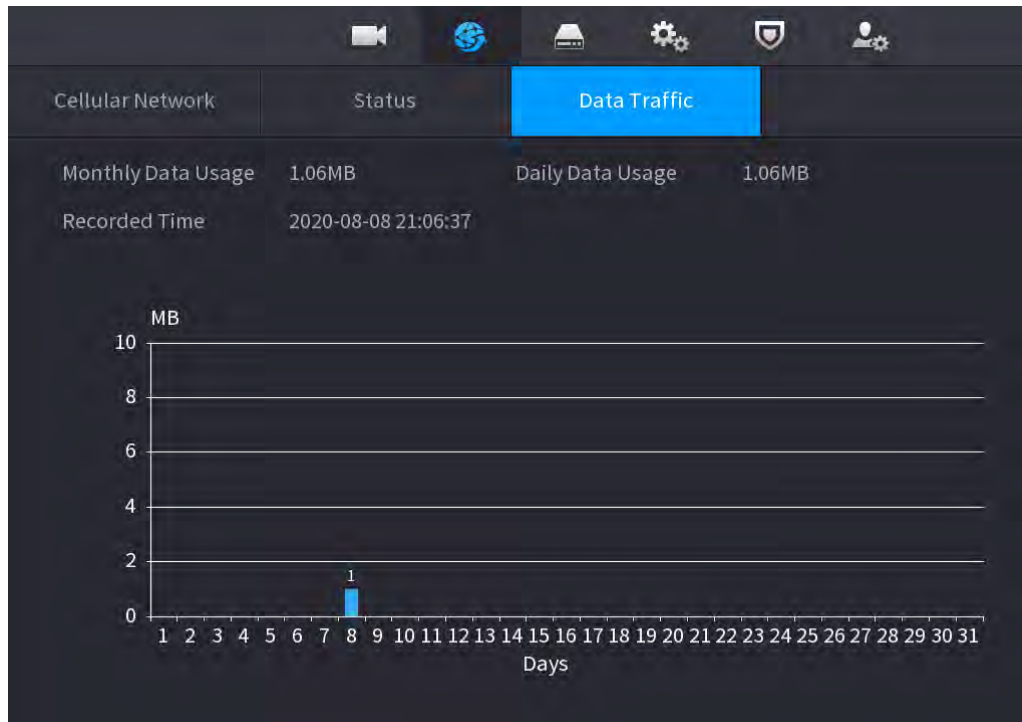 Cellular Network Status Data Traffic
Monthly Data Usage 1.06MB Daily Data Usage 1.06MB
Recorded Time 2020-08-08 21:06:37
MB
10
8
6
4
2
1
0
1 2 3 4 5 6 7 8 9 10 11 12 13 14 15 16 17 18 19 20 21 22 23 24 25 26 27 28 29 30 31
Days